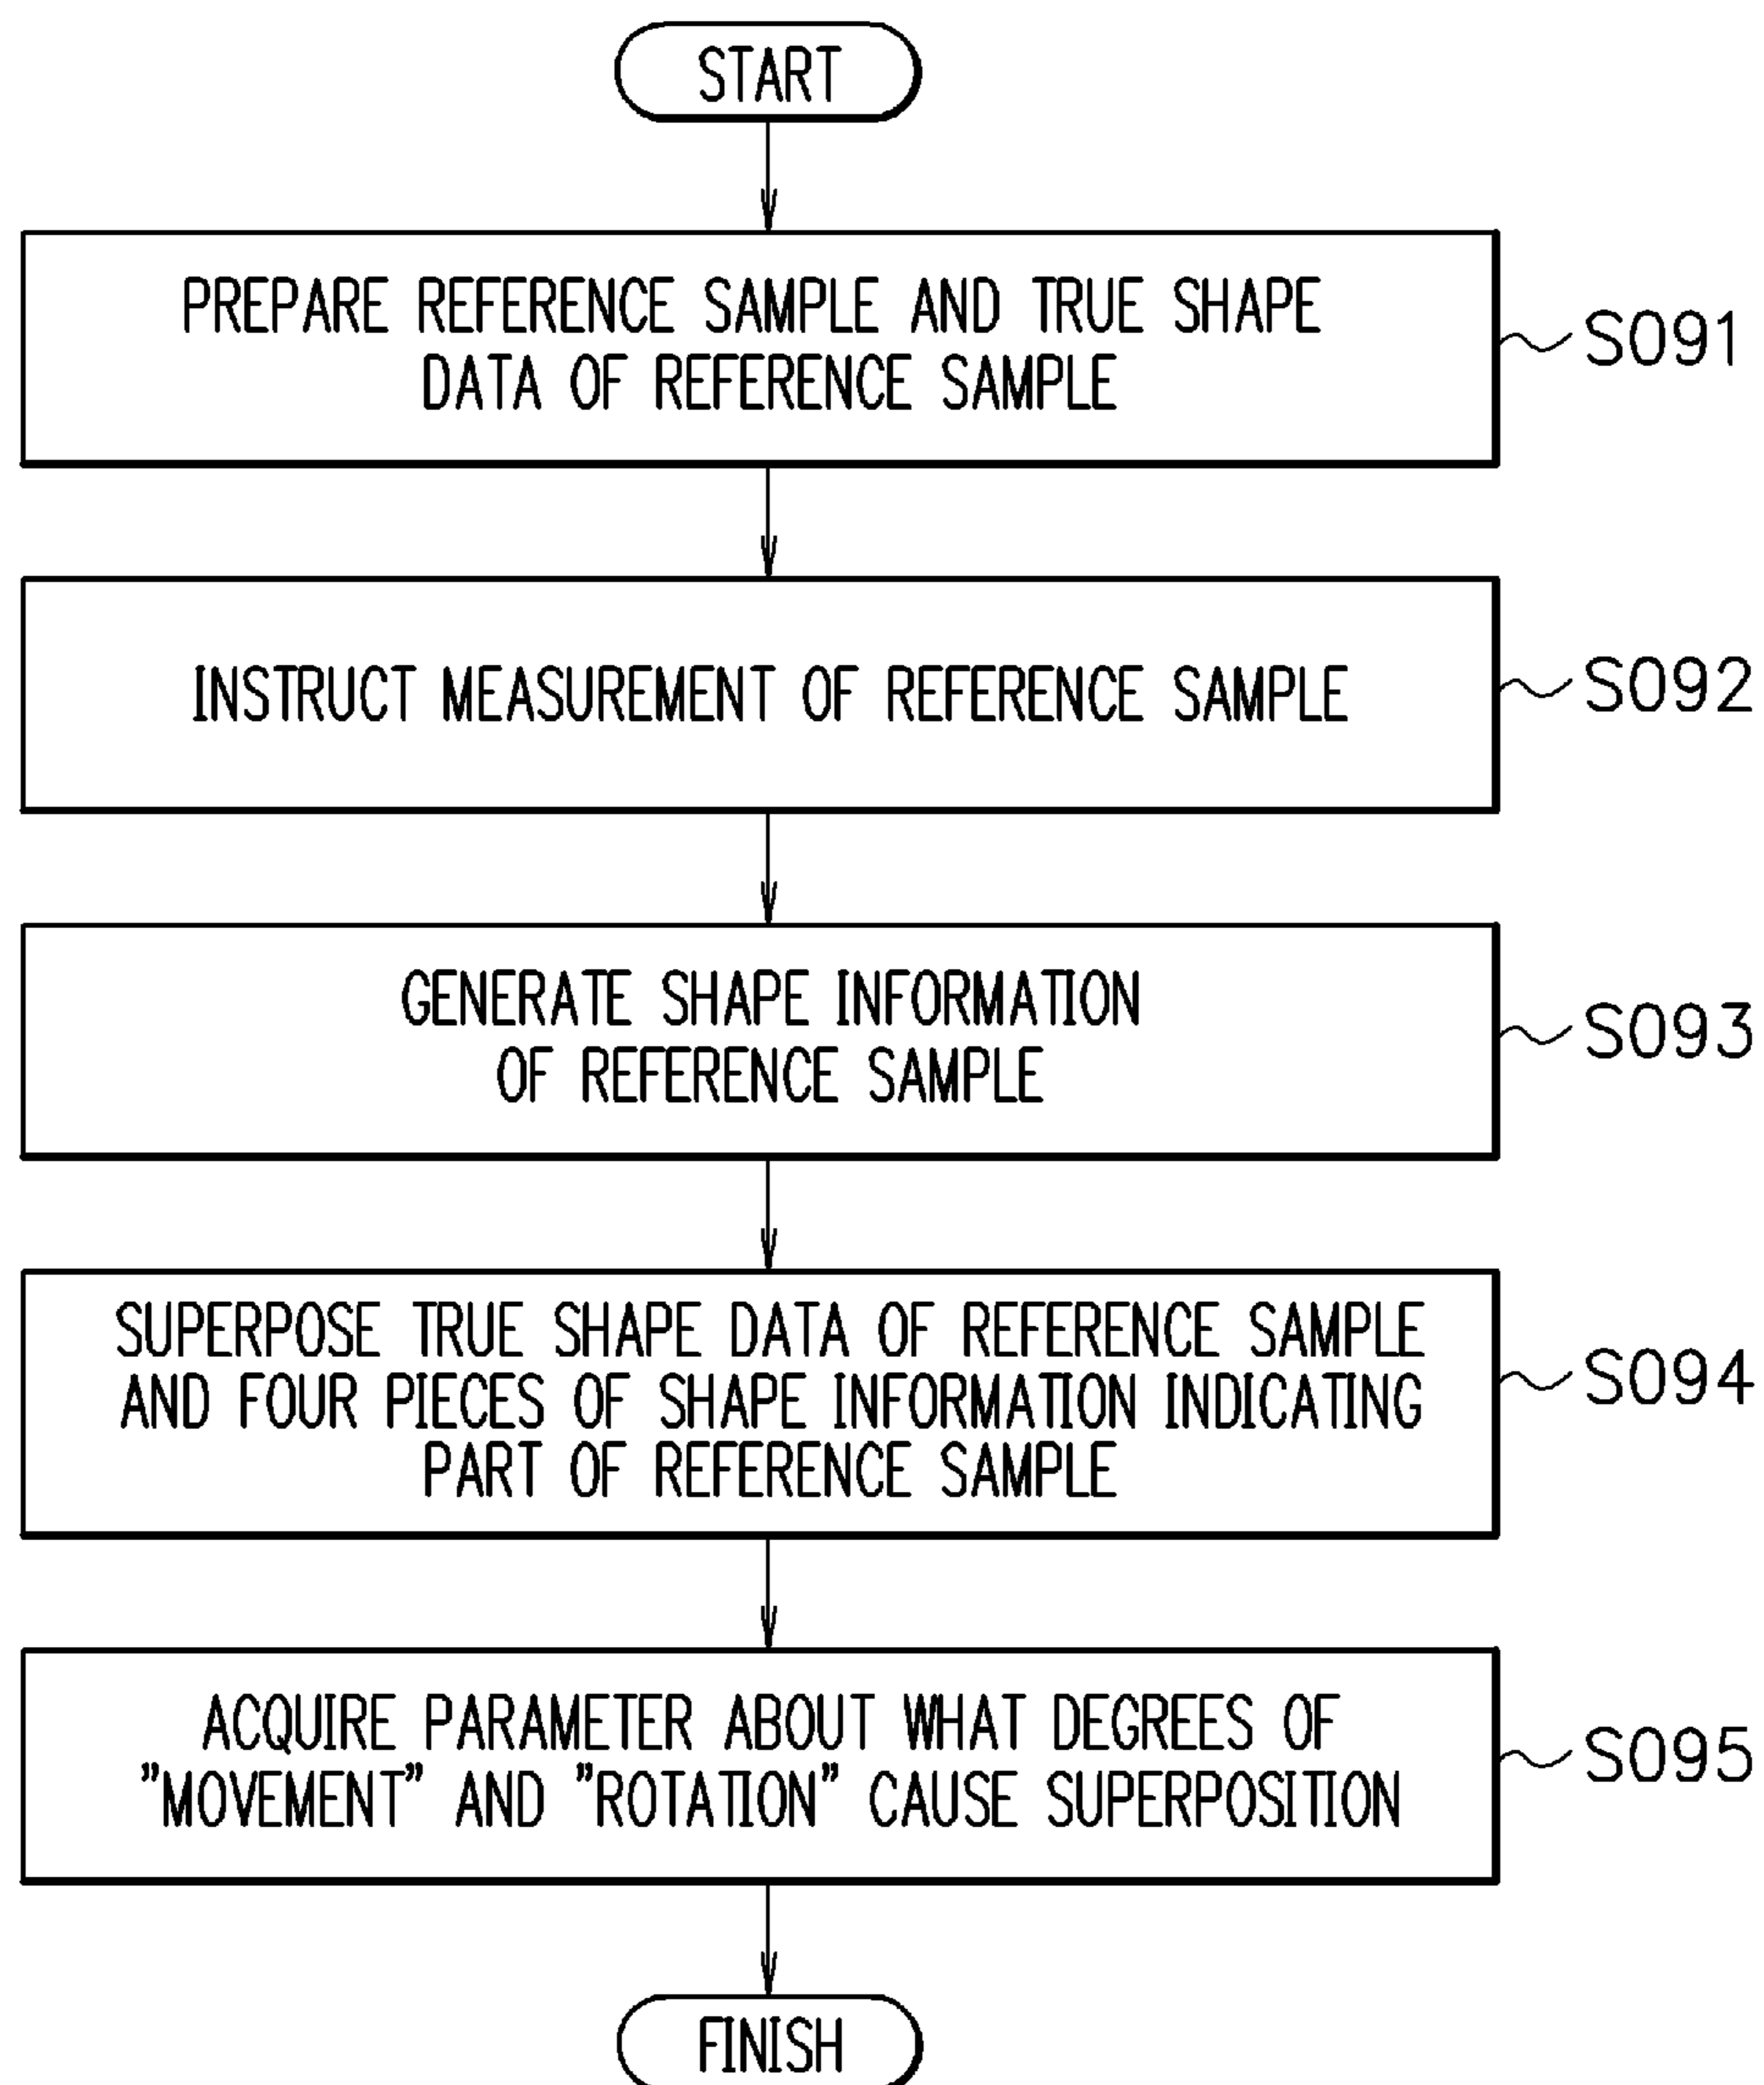 START
PREPARE REFERENCE SAMPLE AND TRUE SHAPE
DATA OF REFERENCE SAMPLE
S091
INSTRUCT MEASUREMENT OF REFERENCE SAMPLE
S092
GENERATE SHAPE INFORMATION
OF REFERENCE SAMPLE
S093
SUPERPOSE TRUE SHAPE DATA OF REFERENCE SAMPLE
AND FOUR PIECES OF SHAPE INFORMATION INDICATING
PART OF REFERENCE SAMPLE
S094
ACQUIRE PARAMETER ABOUT WHAT DEGREES OF
"MOVEMENT" AND "ROTATION" CAUSE SUPERPOSITION
S095
FINISH